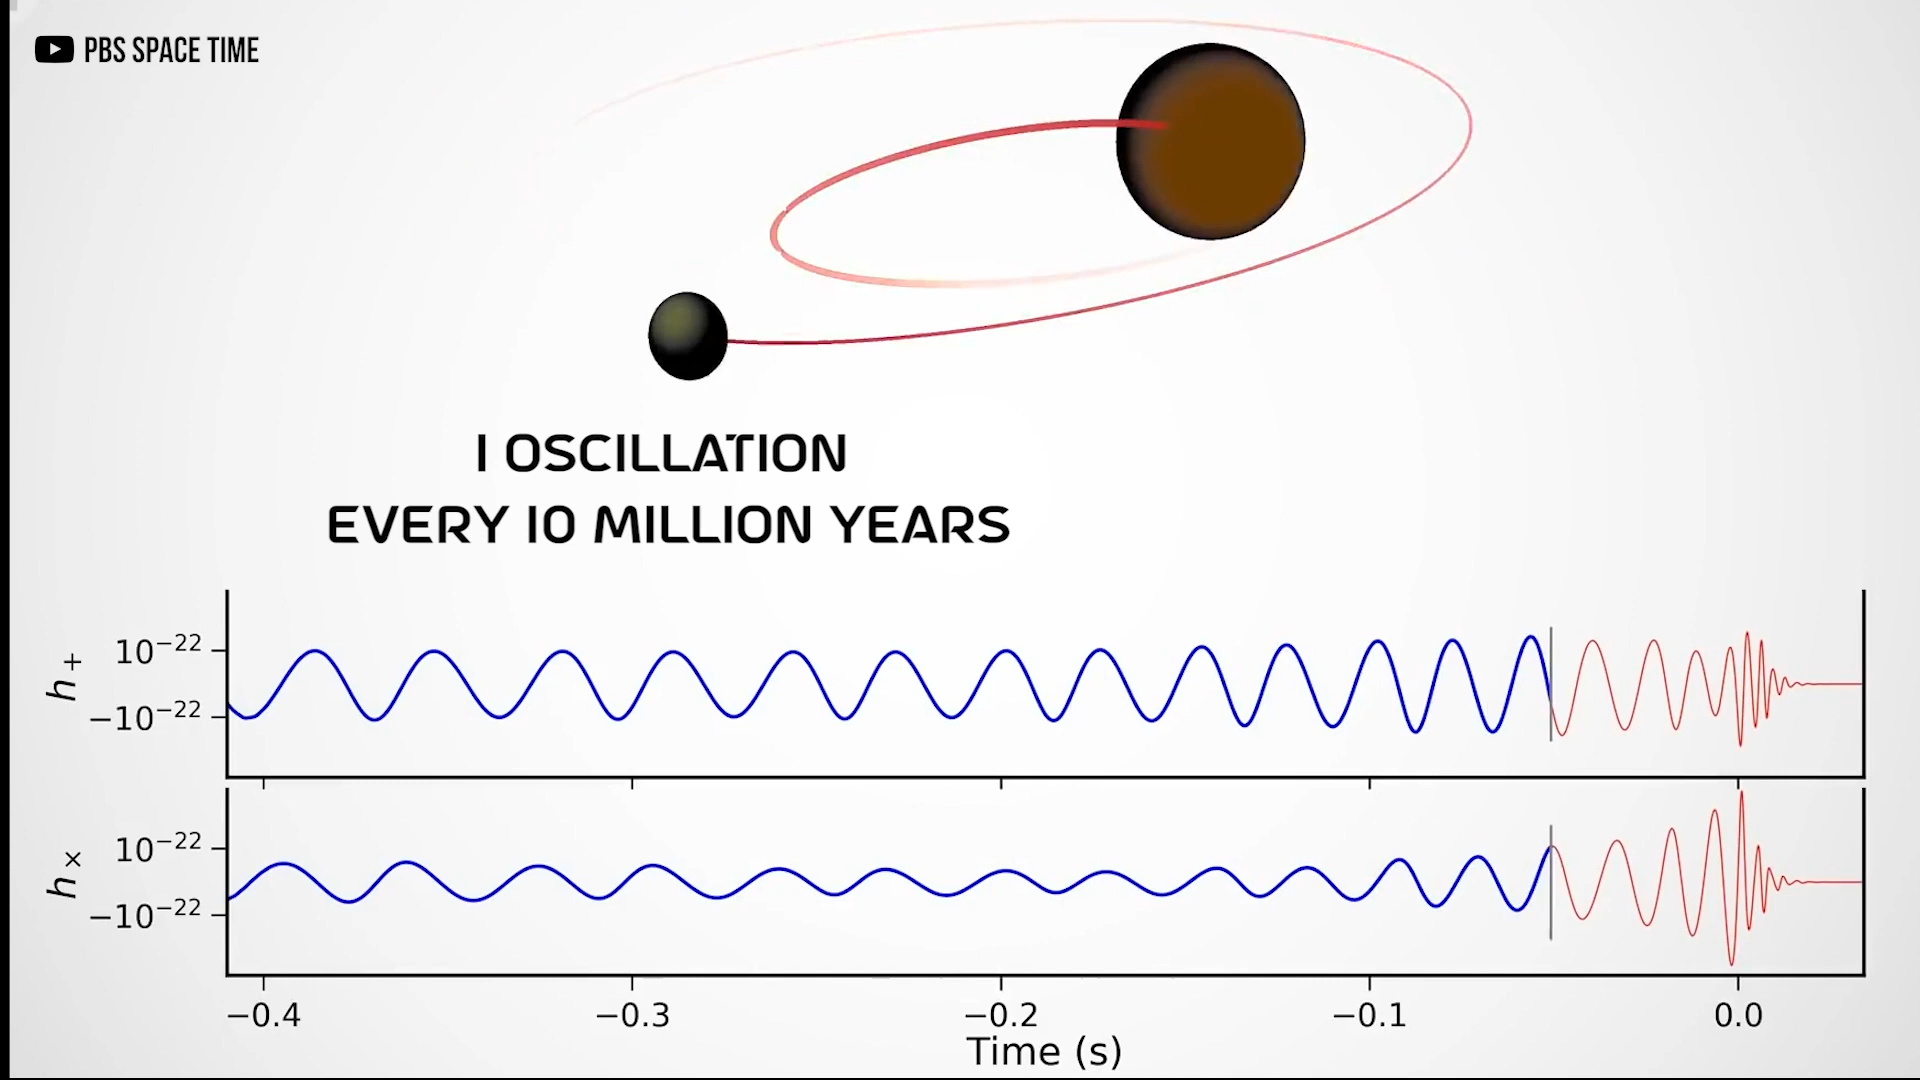 PBS SPACE TIME
1 OSCILLATION
EVERY 10 MILLION YEARS
h₊
10⁻²²
−10⁻²²
hₓ
10⁻²²
−10⁻²²
−0.4 −0.3 −0.2 −0.1 0.0
Time (s)